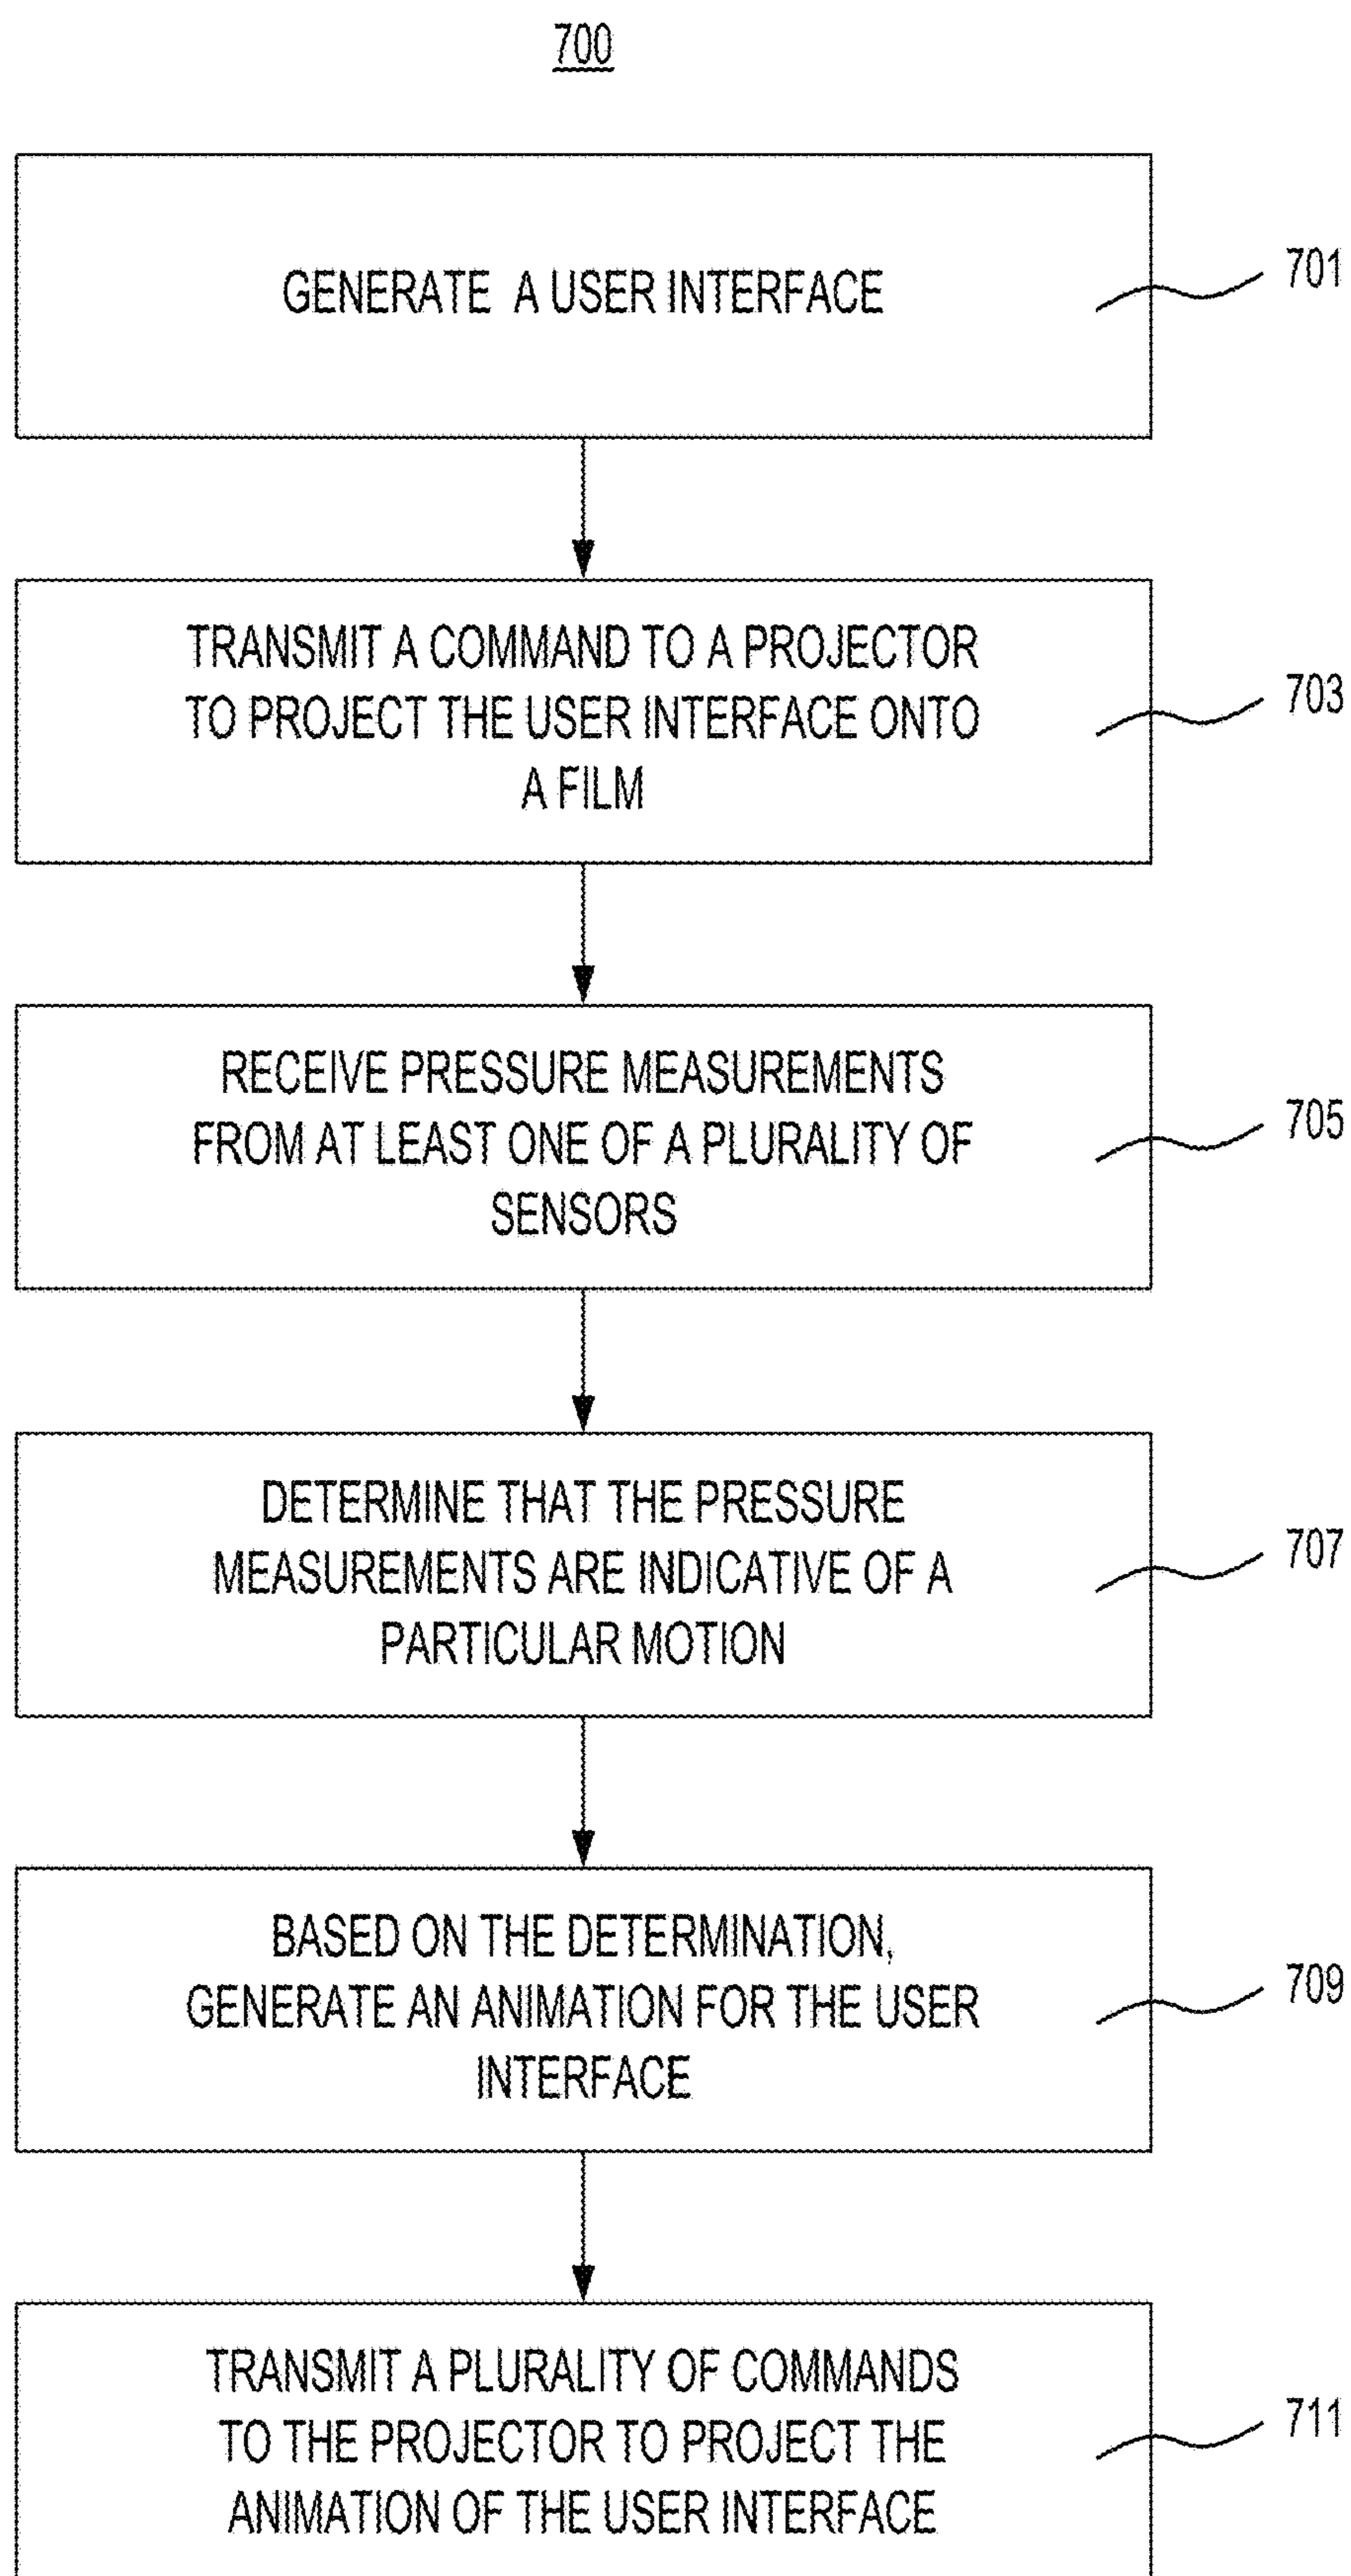 700
GENERATE A USER INTERFACE
701
TRANSMIT A COMMAND TO A PROJECTOR
TO PROJECT THE USER INTERFACE ONTO
A FILM
703
RECEIVE PRESSURE MEASUREMENTS
FROM AT LEAST ONE OF A PLURALITY OF
SENSORS
705
DETERMINE THAT THE PRESSURE
MEASUREMENTS ARE INDICATIVE OF A
PARTICULAR MOTION
707
BASED ON THE DETERMINATION,
GENERATE AN ANIMATION FOR THE USER
INTERFACE
709
TRANSMIT A PLURALITY OF COMMANDS
TO THE PROJECTOR TO PROJECT THE
ANIMATION OF THE USER INTERFACE
711